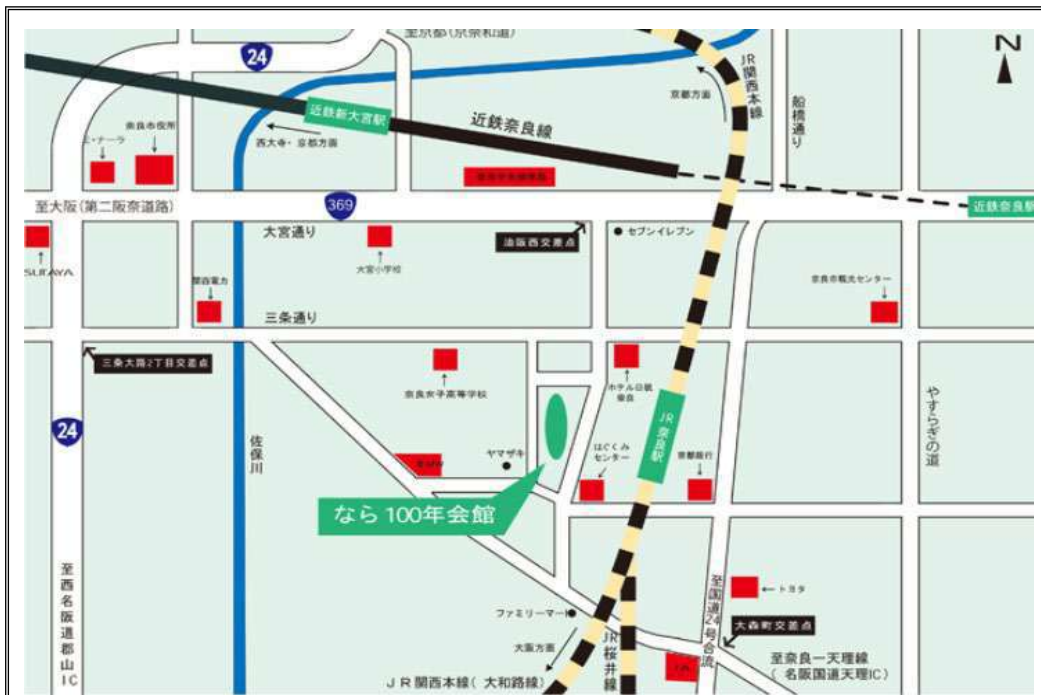 至京都(京奈和道)
24
N
JR関西本線
京都方面
船橋通り
近鉄新大宮駅
近鉄奈良線
西大寺・京都方面
奈良市役所
ミ・ナーラ
至大阪(第二阪奈道路)
369
近鉄奈良駅
大宮通り
油阪西交差点
セブンイレブン
大宮小学校
関西電力
奈良市観光センター
三条通り
三条大路2丁目交差点
奈良女子高等学校
ホテル日航
奈良
JR奈良駅
やすらぎの道
24
佐保川
ヤマザキ
はぐくみ
センター
京都銀行
なら100年会館
至西名阪道郡山IC
ファミリーマート
大阪方面
JR桜井線
至国道24号合流
トヨタ
大森町交差点
至奈良ー天理線
(名阪国道天理IC)
JR関西本線(大和路線)